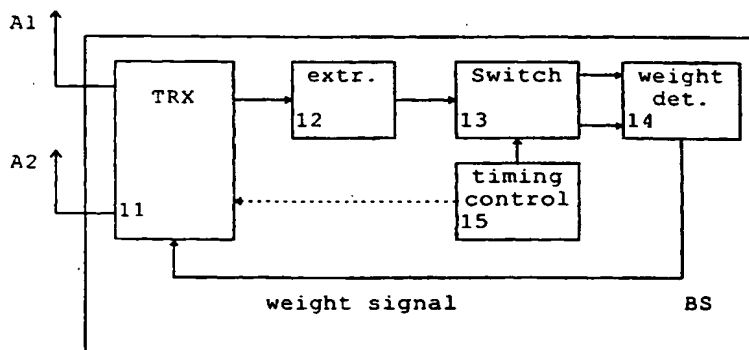 A1
extr.
12
Switch
13
weight
det.
14
TRX
A2
11
timing
control
15
weight signal
BS